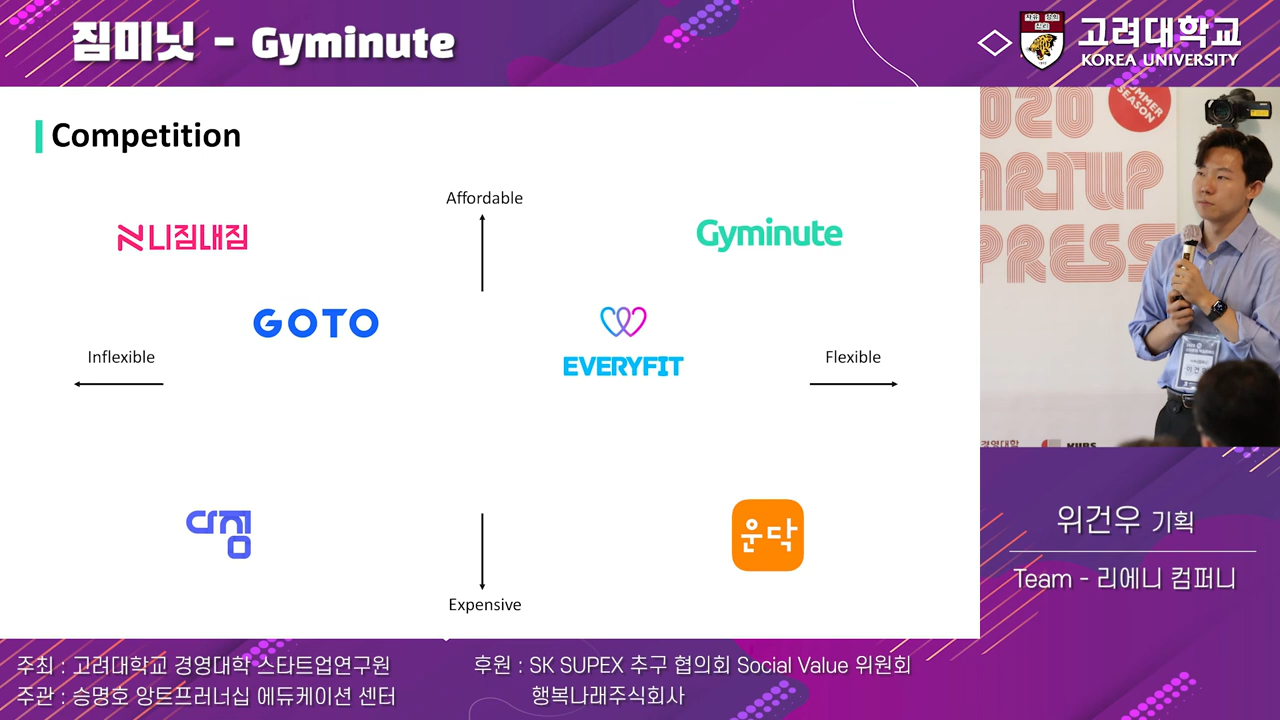 짐미닛 - Gyminute
고려대학교
KOREA UNIVERSITY
Competition
Affordable
니짐내짐
Gyminute
GOTO
EVERYFIT
Inflexible
Flexible
다짐
운닥
Expensive
2020
SUMMER
SEASON
STARTUP
EXPRESS
위건우 기획
Team - 리에니 컴퍼니
주최 : 고려대학교 경영대학 스타트업연구원
주관 : 승명호 앙트프러너십 에듀케이션 센터
후원 : SK SUPEX 추구 협의회 Social Value 위원회
행복나래주식회사